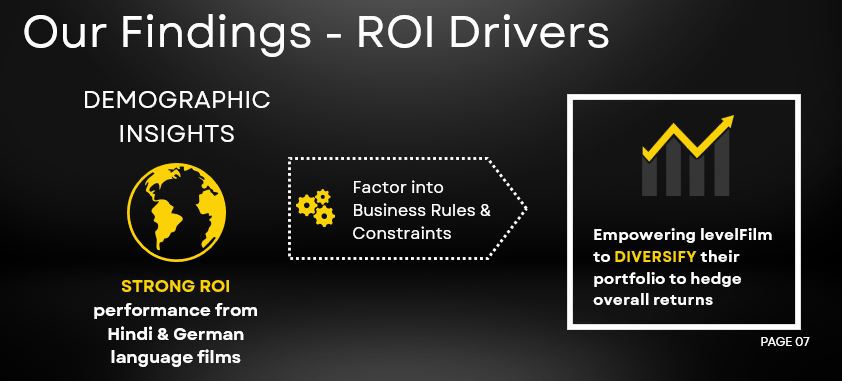 Our Findings - ROI Drivers
DEMOGRAPHIC
INSIGHTS
STRONG ROI
performance from
Hindi & German
language films
Factor into
Business Rules &
Constraints
Empowering levelFilm
to DIVERSIFY their
portfolio to hedge
overall returns
PAGE 07